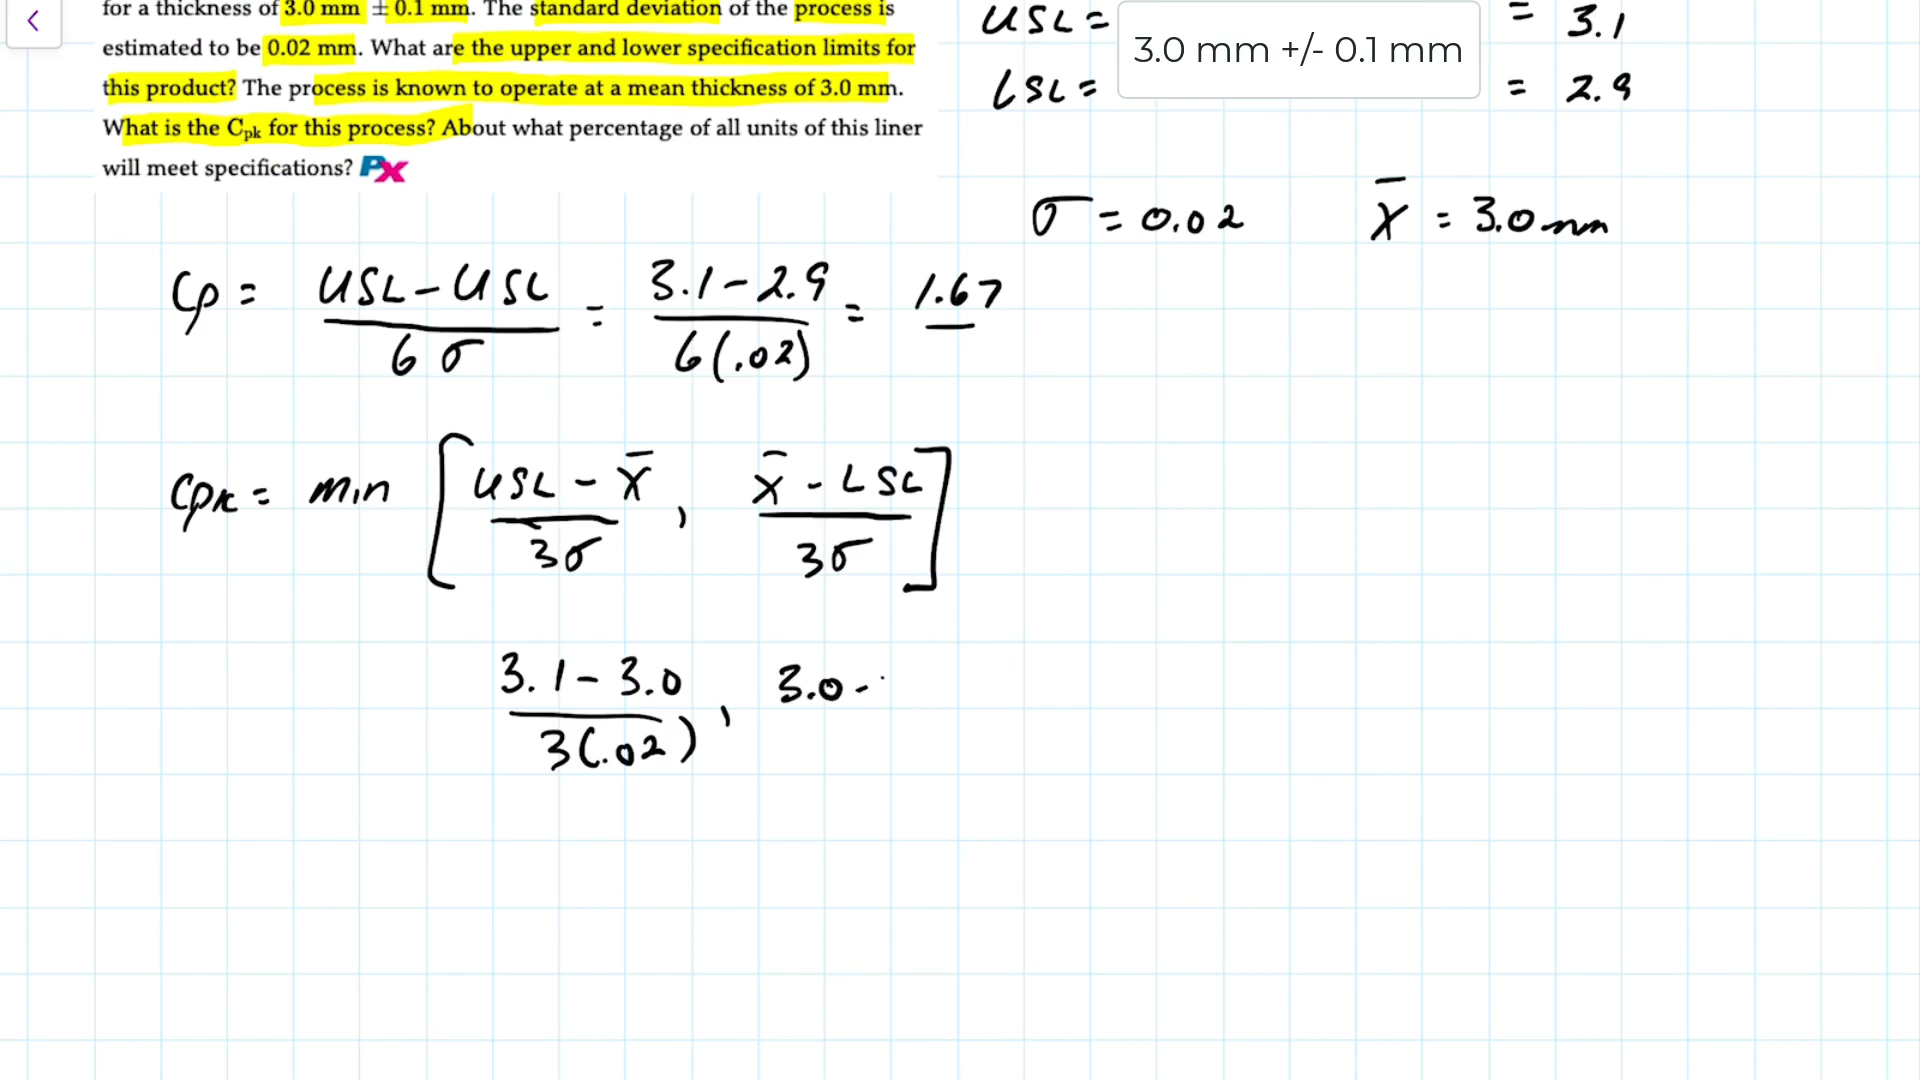 for a thickness of 3.0 mm ± 0.1 mm. The standard deviation of the process is
estimated to be 0.02 mm. What are the upper and lower specification limits for
this product? The process is known to operate at a mean thickness of 3.0 mm.
What is the Cpk for this process? About what percentage of all units of this liner
will meet specifications? PX
USL = 3.0 mm +/- 0.1 mm = 3.1
LSL = = 2.9
σ = 0.02 x̄ = 3.0 mm
Cp = USL - USL / 6σ = 3.1 - 2.9 / 6(.02) = 1.67
Cpk = min [ USL - x̄ / 3σ , x̄ - LSL / 3σ ]
3.1 - 3.0 / 3(.02) , 3.0 -